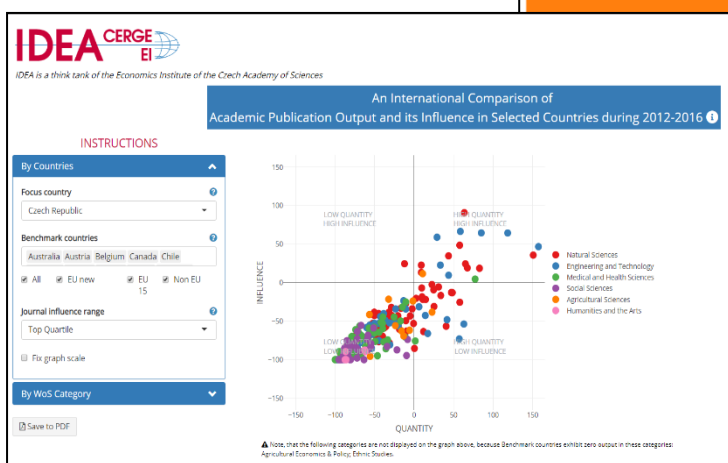 IDEA CERGE
EI
IDEA is a think tank of the Economics Institute of the Czech Academy of Sciences
An International Comparison of
Academic Publication Output and its Influence in Selected Countries during 2012-2016
INSTRUCTIONS
By Countries
Focus country
Czech Republic
Benchmark countries
Australia Austria Belgium Canada Chile
All EU new EU 15 Non EU
Journal influence range
Top Quartile
Fix graph scale
By WoS Category
Save to PDF
150
100
50
0
−50
−100
−150
INFLUENCE
LOW QUANTITY
HIGH INFLUENCE
HIGH QUANTITY
HIGH INFLUENCE
LOW QUANTITY
LOW INFLUENCE
HIGH QUANTITY
LOW INFLUENCE
−150 −100 −50 0 50 100 150
QUANTITY
Natural Sciences
Engineering and Technology
Medical and Health Sciences
Social Sciences
Agricultural Sciences
Humanities and the Arts
Note, that the following categories are not displayed on the graph above, because Benchmark countries exhibit zero output in these categories:
Agricultural Economics & Policy; Ethnic Studies.